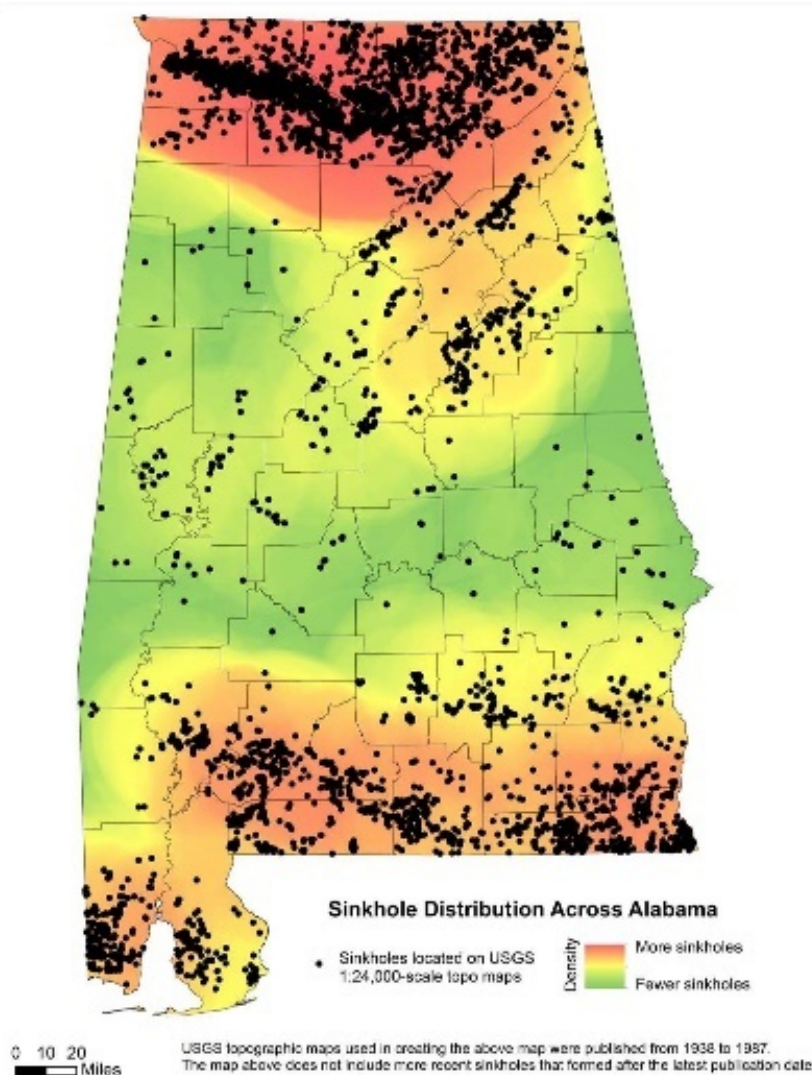 Sinkhole Distribution Across Alabama
Sinkholes located on USGS
1:24,000-scale topo maps
Density
More sinkholes
Fewer sinkholes
0 10 20
Miles
USGS topographic maps used in creating the above map were published from 1938 to 1987.
The map above does not include more recent sinkholes that formed after the latest publication date